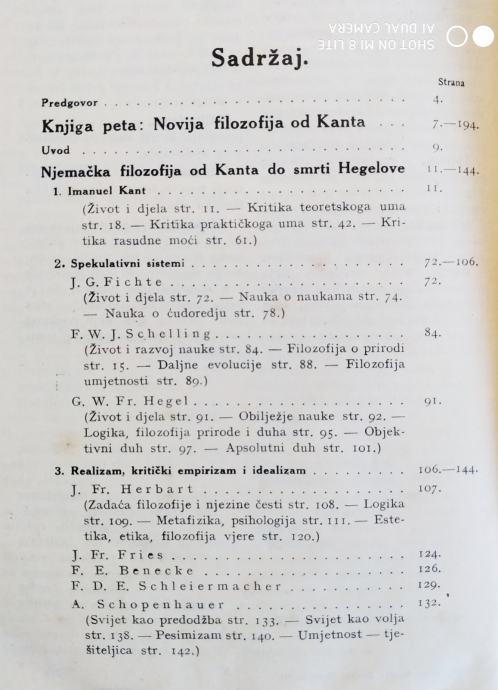 SHOT ON MI 8 LITE
AI DUAL CAMERA
Sadržaj.
Strana
Predgovor . . . . . . . . . . . . . . . . . . . . . . . . . . 4.
Knjiga peta: Novija filozofija od Kanta . . . 7.—194.
Uvod . . . . . . . . . . . . . . . . . . . . . . . . . . . . 9.
Njemačka filozofija od Kanta do smrti Hegelove 11.—144.
1. Imanuel Kant . . . . . . . . . . . . . . . . . . . . . 11.
(Život i djela str. 11. — Kritika teoretskoga uma
str. 18. — Kritika praktičkoga uma str. 42. — Kri-
tika rasudne moći str. 61.)
2. Spekulativni sistemi . . . . . . . . . . . . . . . . . . 72.—106.
J. G. Fichte . . . . . . . . . . . . . . . . . . . . . 72.
(Život i djela str. 72. — Nauka o naukama str. 74.
— Nauka o ćudoredju str. 78.)
F. W. J. Schelling . . . . . . . . . . . . . . . . . 84.
(Život i razvoj nauke str. 84. — Filozofija o prirodi
str. 15. — Daljne evolucije str. 88. — Filozofija
umjetnosti str. 89.)
G. W. Fr. Hegel . . . . . . . . . . . . . . . . . . 91.
(Život i djela str. 91. — Obilježje nauke str. 92. —
Logika, filozofija prirode i duha str. 95. — Objek-
tivni duh str. 97. — Apsolutni duh str. 101.)
3. Realizam, kritički empirizam i idealizam . . . . . . . . 106.—144.
J. Fr. Herbart . . . . . . . . . . . . . . . . . . 107.
(Zadaća filozofije i njezine česti str. 108. — Logika
str. 109. — Metafizika, psihologija str. 111. — Este-
tika, etika, filozofija vjere str. 120.)
J. Fr. Fries . . . . . . . . . . . . . . . . . . . . 124.
F. E. Benecke . . . . . . . . . . . . . . . . . . 126.
F. D. E. Schleiermacher . . . . . . . . . . . 129.
A. Schopenhauer . . . . . . . . . . . . . . . 132.
(Svijet kao predodžba str. 133. — Svijet kao volja
str. 138. — Pesimizam str. 140. — Umjetnost — tje-
šiteljica str. 142.)